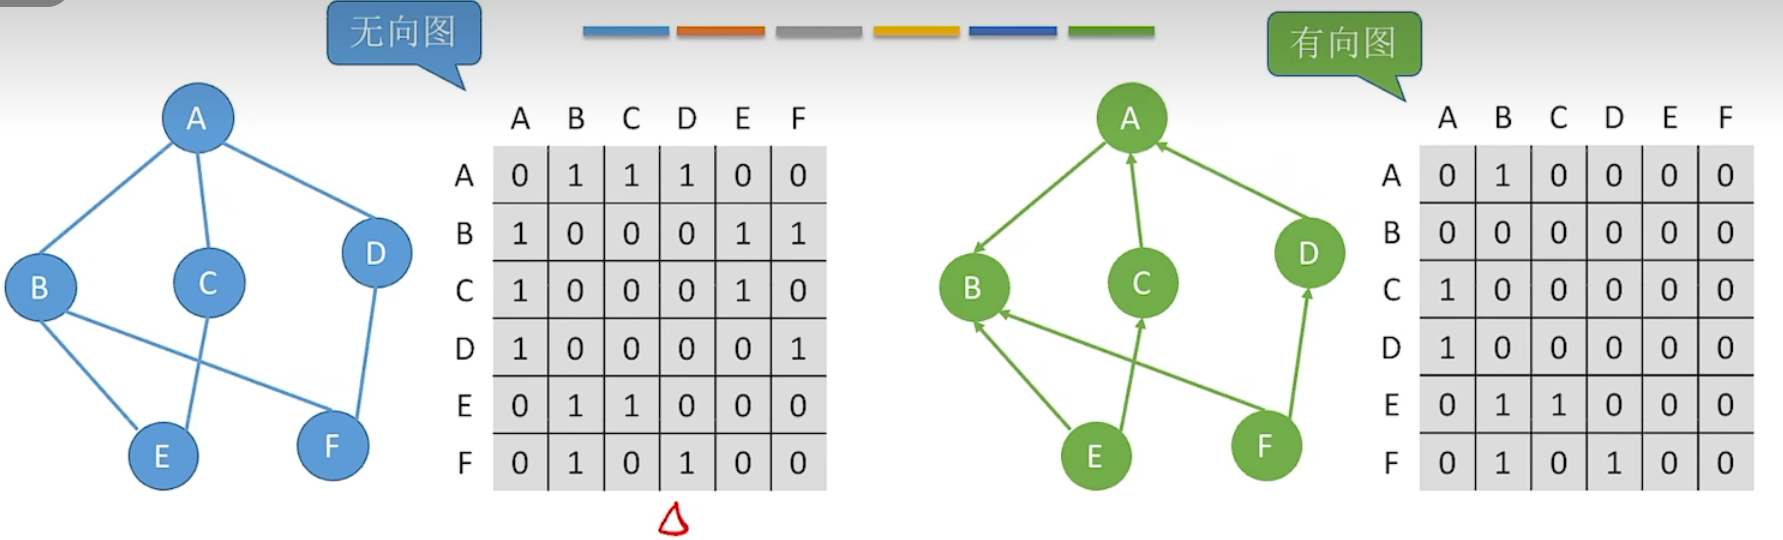 无向图
有向图
A
B
C
D
E
F
A B C D E F
A 0 1 1 1 0 0
B 1 0 0 0 1 1
C 1 0 0 0 1 0
D 1 0 0 0 0 1
E 0 1 1 0 0 0
F 0 1 0 1 0 0
A
B
C
D
E
F
A B C D E F
A 0 1 0 0 0 0
B 0 0 0 0 0 0
C 1 0 0 0 0 0
D 1 0 0 0 0 0
E 0 1 1 0 0 0
F 0 1 0 1 0 0